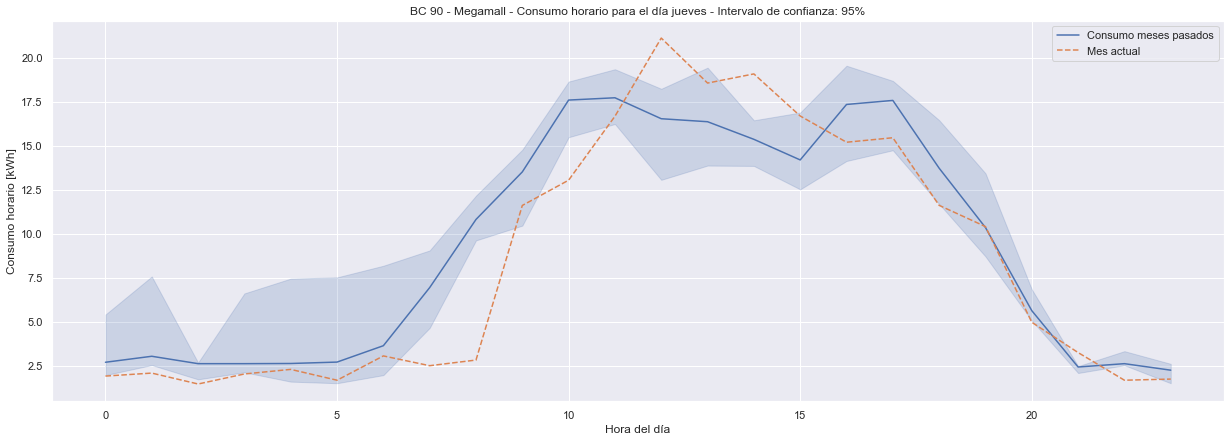 BC 90 - Megamall - Consumo horario para el día jueves - Intervalo de confianza: 95%
Consumo meses pasados
Mes actual
Consumo horario [kWh]
20.0
17.5
15.0
12.5
10.0
7.5
5.0
2.5
0 5 10 15 20
Hora del día